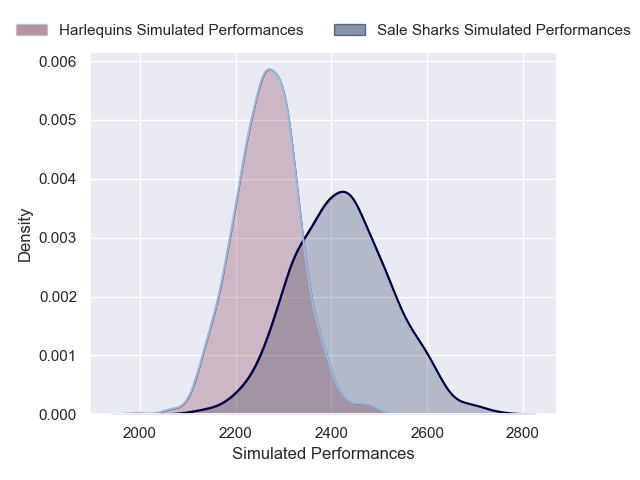 Harlequins Simulated Performances
Sale Sharks Simulated Performances
0.006
0.005
0.004
0.003
0.002
0.001
0.000
Density
2000 2200 2400 2600 2800
Simulated Performances